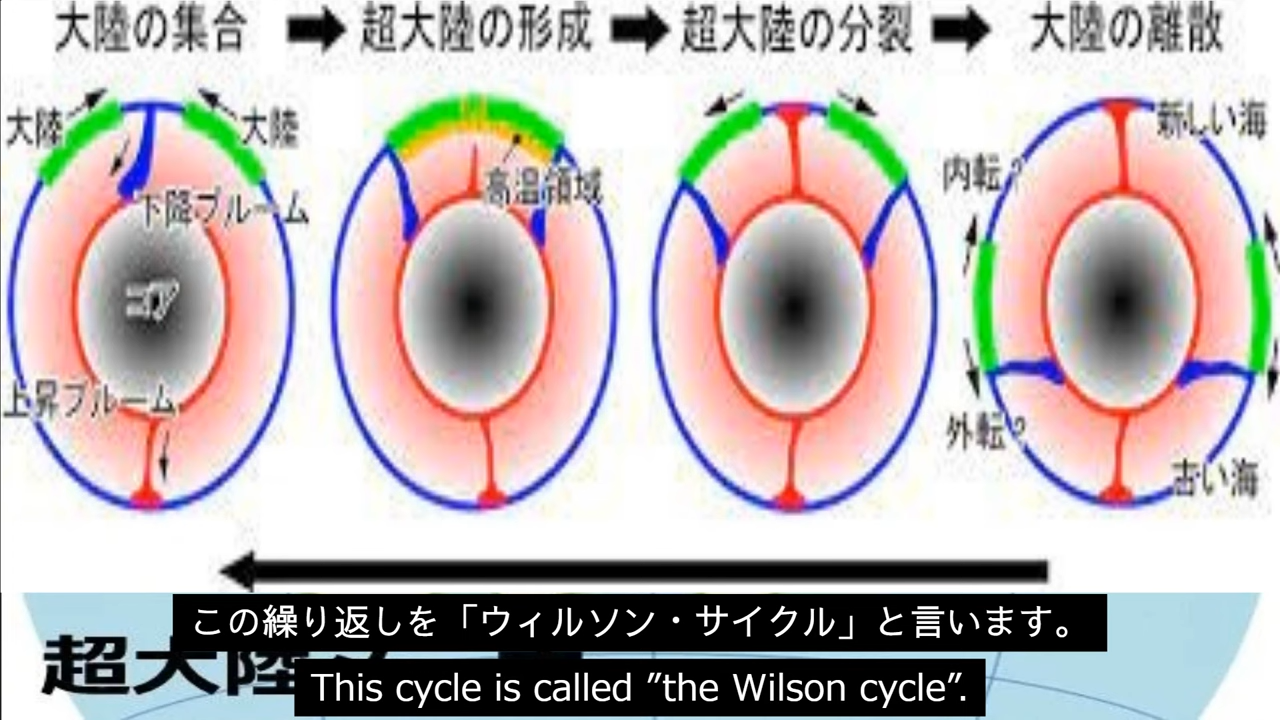 大陸の集合 超大陸の形成 超大陸の分裂 大陸の離散
大陸
大陸
下降プルーム
コア
上昇プルーム
高温領域
新しい海
内転?
外転?
古い海
この繰り返しを「ウィルソン・サイクル」と言います。
超大陸
This cycle is called ”the Wilson cycle”.